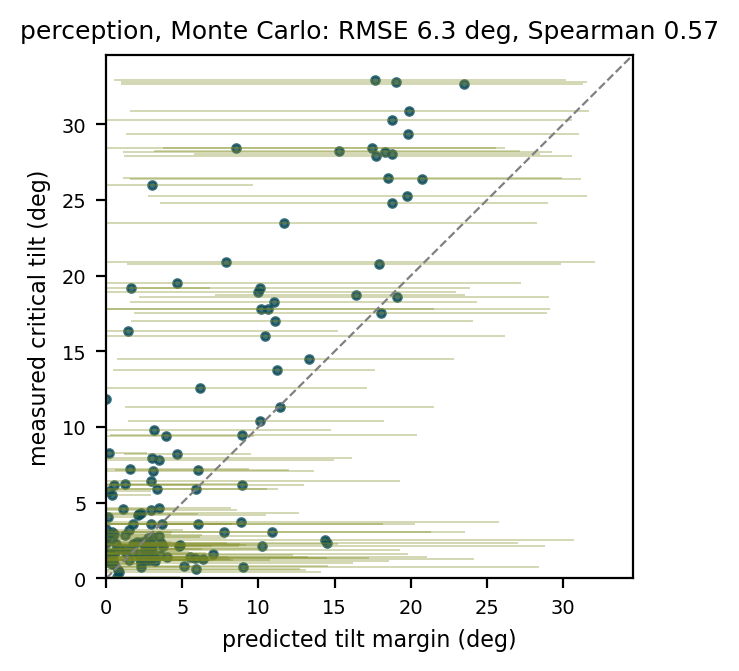 perception, Monte Carlo: RMSE 6.3 deg, Spearman 0.57
measured critical tilt (deg)
30
25
20
15
10
5
0
0 5 10 15 20 25 30
predicted tilt margin (deg)